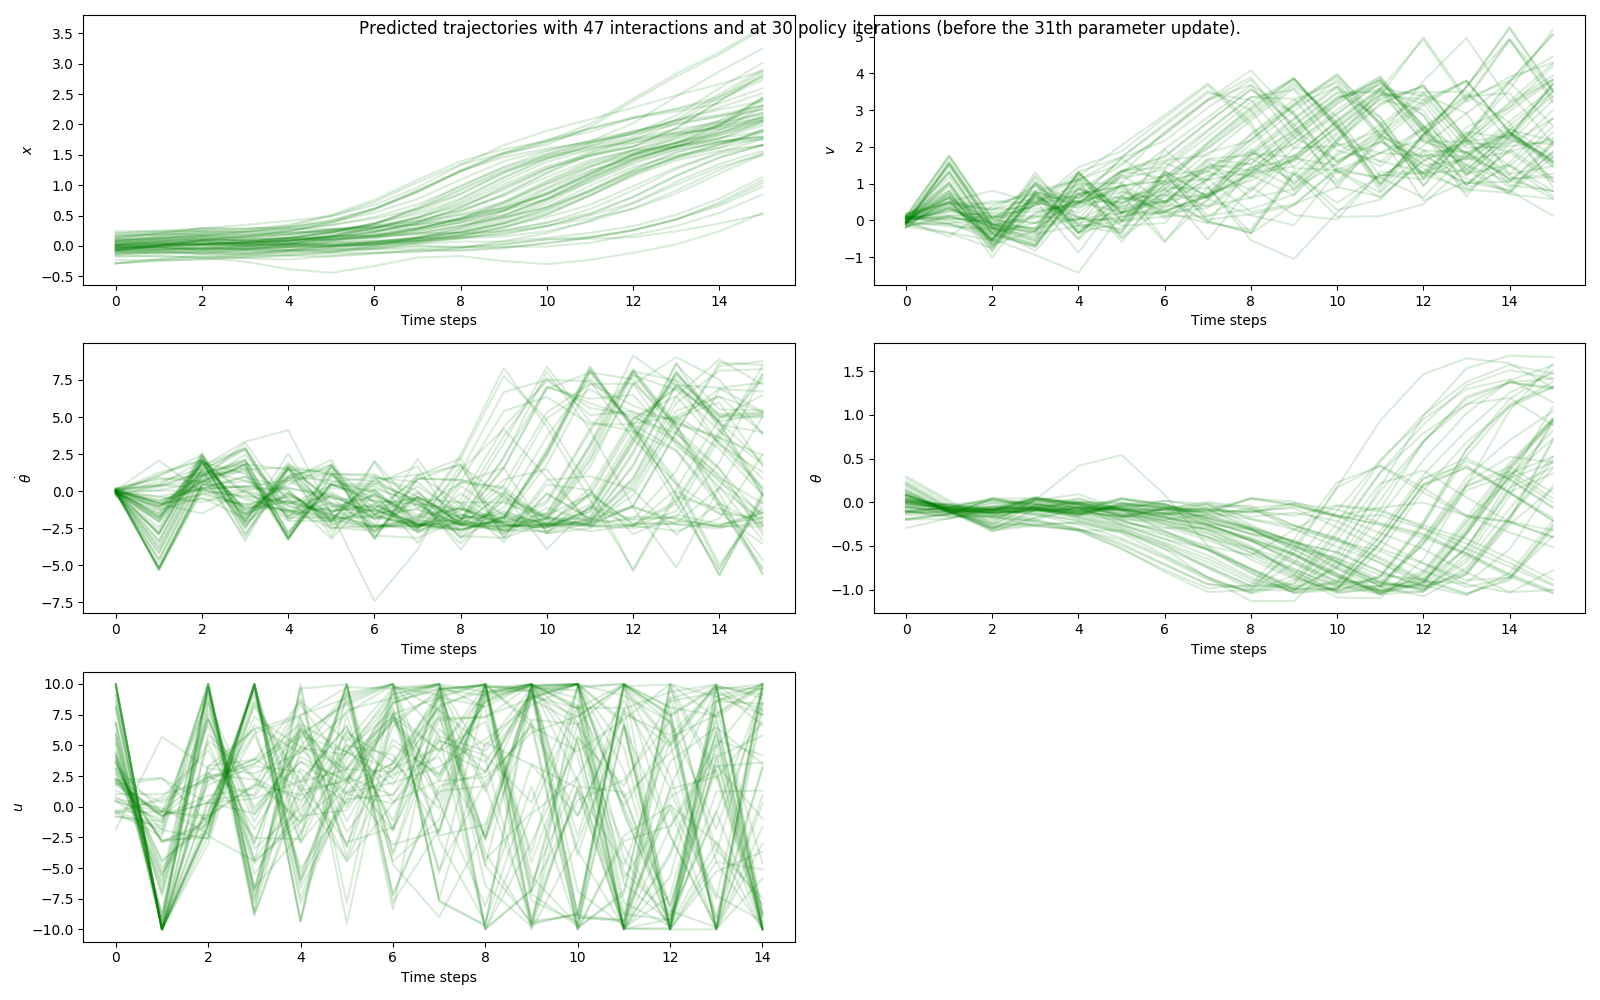 Predicted trajectories with 47 interactions and at 30 policy iterations (before the 31th parameter update).
3.5
3.0
2.5
2.0
1.5
1.0
0.5
0.0
−0.5
x
0 2 4 6 8 10 12 14
Time steps
5
4
3
2
1
0
−1
v
0 2 4 6 8 10 12 14
Time steps
7.5
5.0
2.5
0.0
−2.5
−5.0
−7.5
θ̇
0 2 4 6 8 10 12 14
Time steps
1.5
1.0
0.5
0.0
−0.5
−1.0
θ
0 2 4 6 8 10 12 14
Time steps
10.0
7.5
5.0
2.5
0.0
−2.5
−5.0
−7.5
−10.0
u
0 2 4 6 8 10 12 14
Time steps